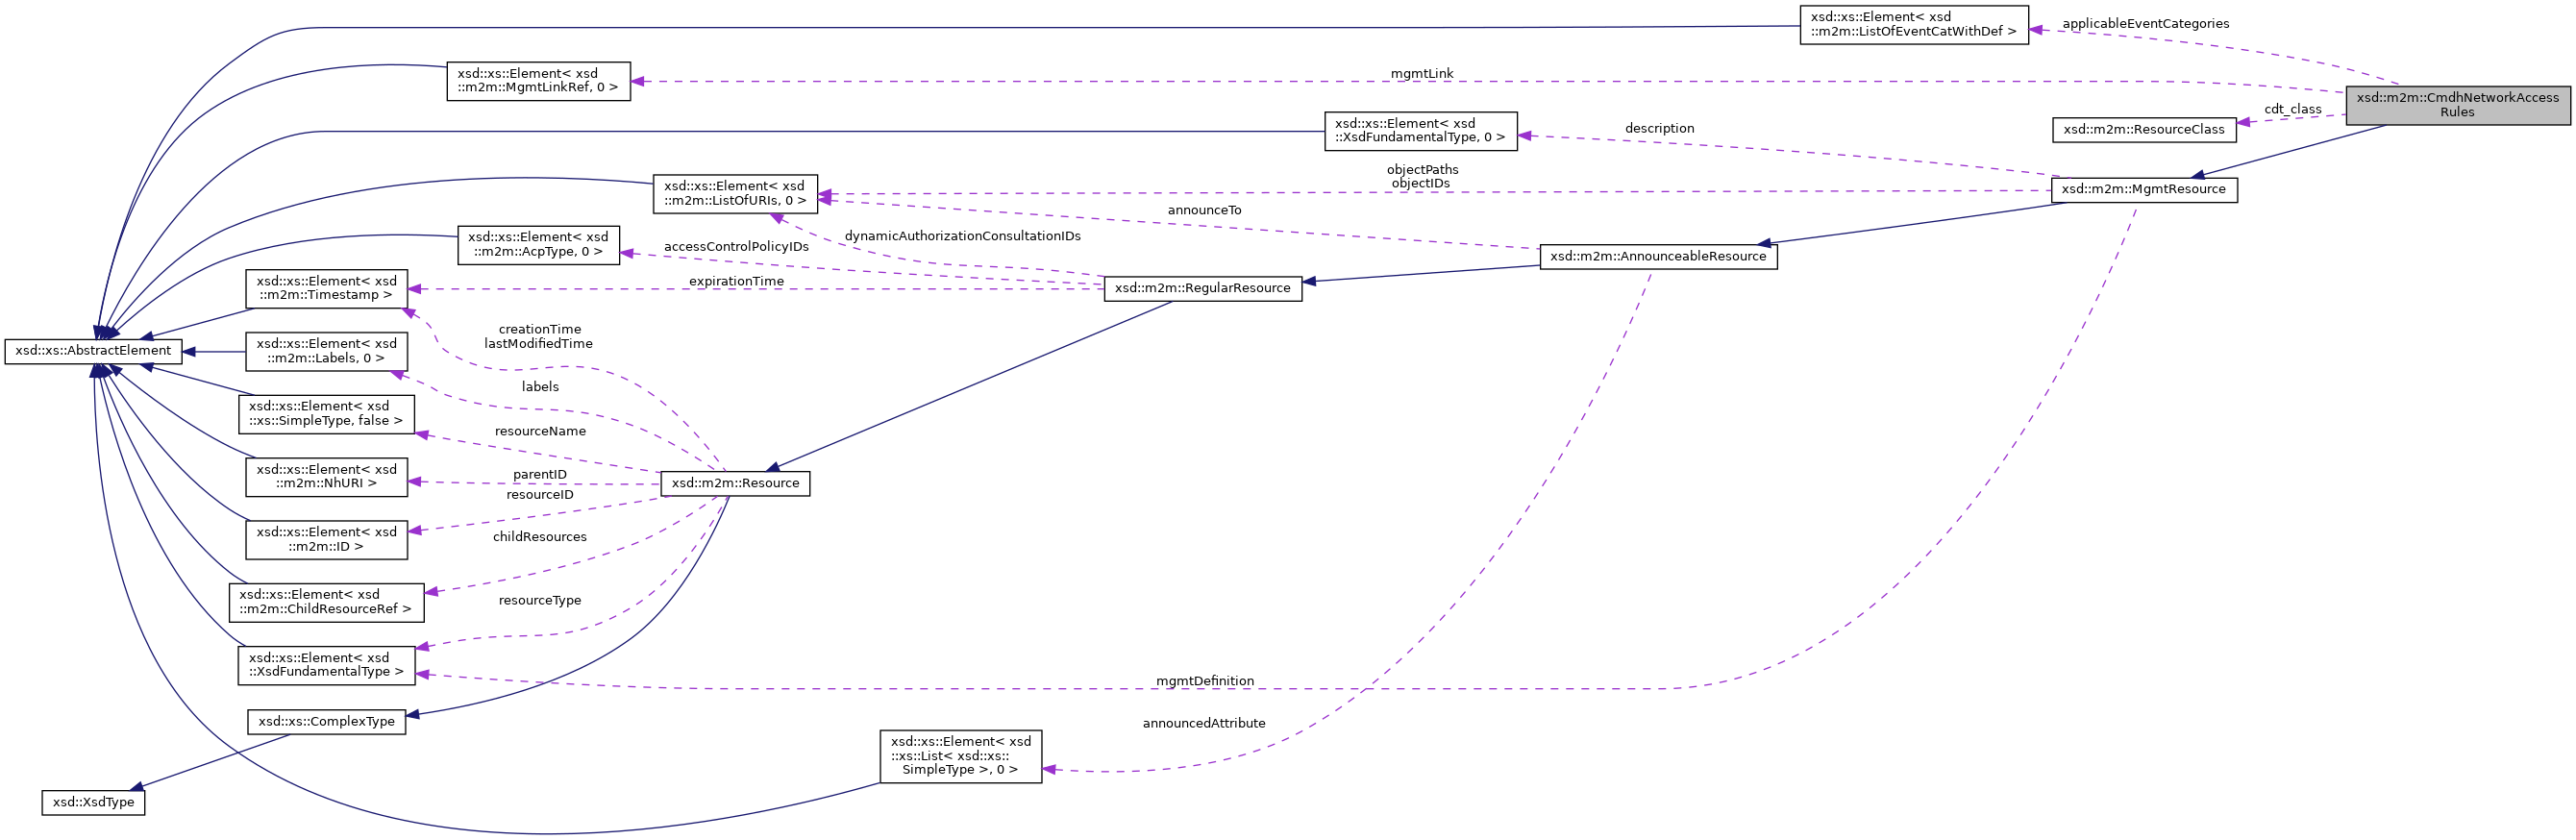 xsd::xs::Element< xsd
::m2m::ListOfEventCatWithDef >
applicableEventCategories
xsd::xs::Element< xsd
::m2m::MgmtLinkRef, 0 >
mgmtLink
xsd::m2m::CmdhNetworkAccess
Rules
cdt_class
xsd::xs::Element< xsd
::XsdFundamentalType, 0 >
description
xsd::m2m::ResourceClass
objectPaths
objectIDs
xsd::xs::Element< xsd
::m2m::ListOfURIs, 0 >
xsd::m2m::MgmtResource
announceTo
dynamicAuthorizationConsultationIDs
xsd::xs::Element< xsd
::m2m::AcpType, 0 >
accessControlPolicyIDs
xsd::m2m::AnnounceableResource
xsd::xs::Element< xsd
::m2m::Timestamp >
expirationTime
xsd::m2m::RegularResource
creationTime
lastModifiedTime
xsd::xs::AbstractElement
xsd::xs::Element< xsd
::m2m::Labels, 0 >
labels
xsd::xs::Element< xsd
::xs::SimpleType, false >
resourceName
xsd::xs::Element< xsd
::m2m::NhURI >
parentID
xsd::m2m::Resource
resourceID
xsd::xs::Element< xsd
::m2m::ID >
childResources
xsd::xs::Element< xsd
::m2m::ChildResourceRef >
resourceType
xsd::xs::Element< xsd
::XsdFundamentalType >
mgmtDefinition
xsd::xs::ComplexType
announcedAttribute
xsd::xs::Element< xsd
::xs::List< xsd::xs::
SimpleType >, 0 >
xsd::XsdType